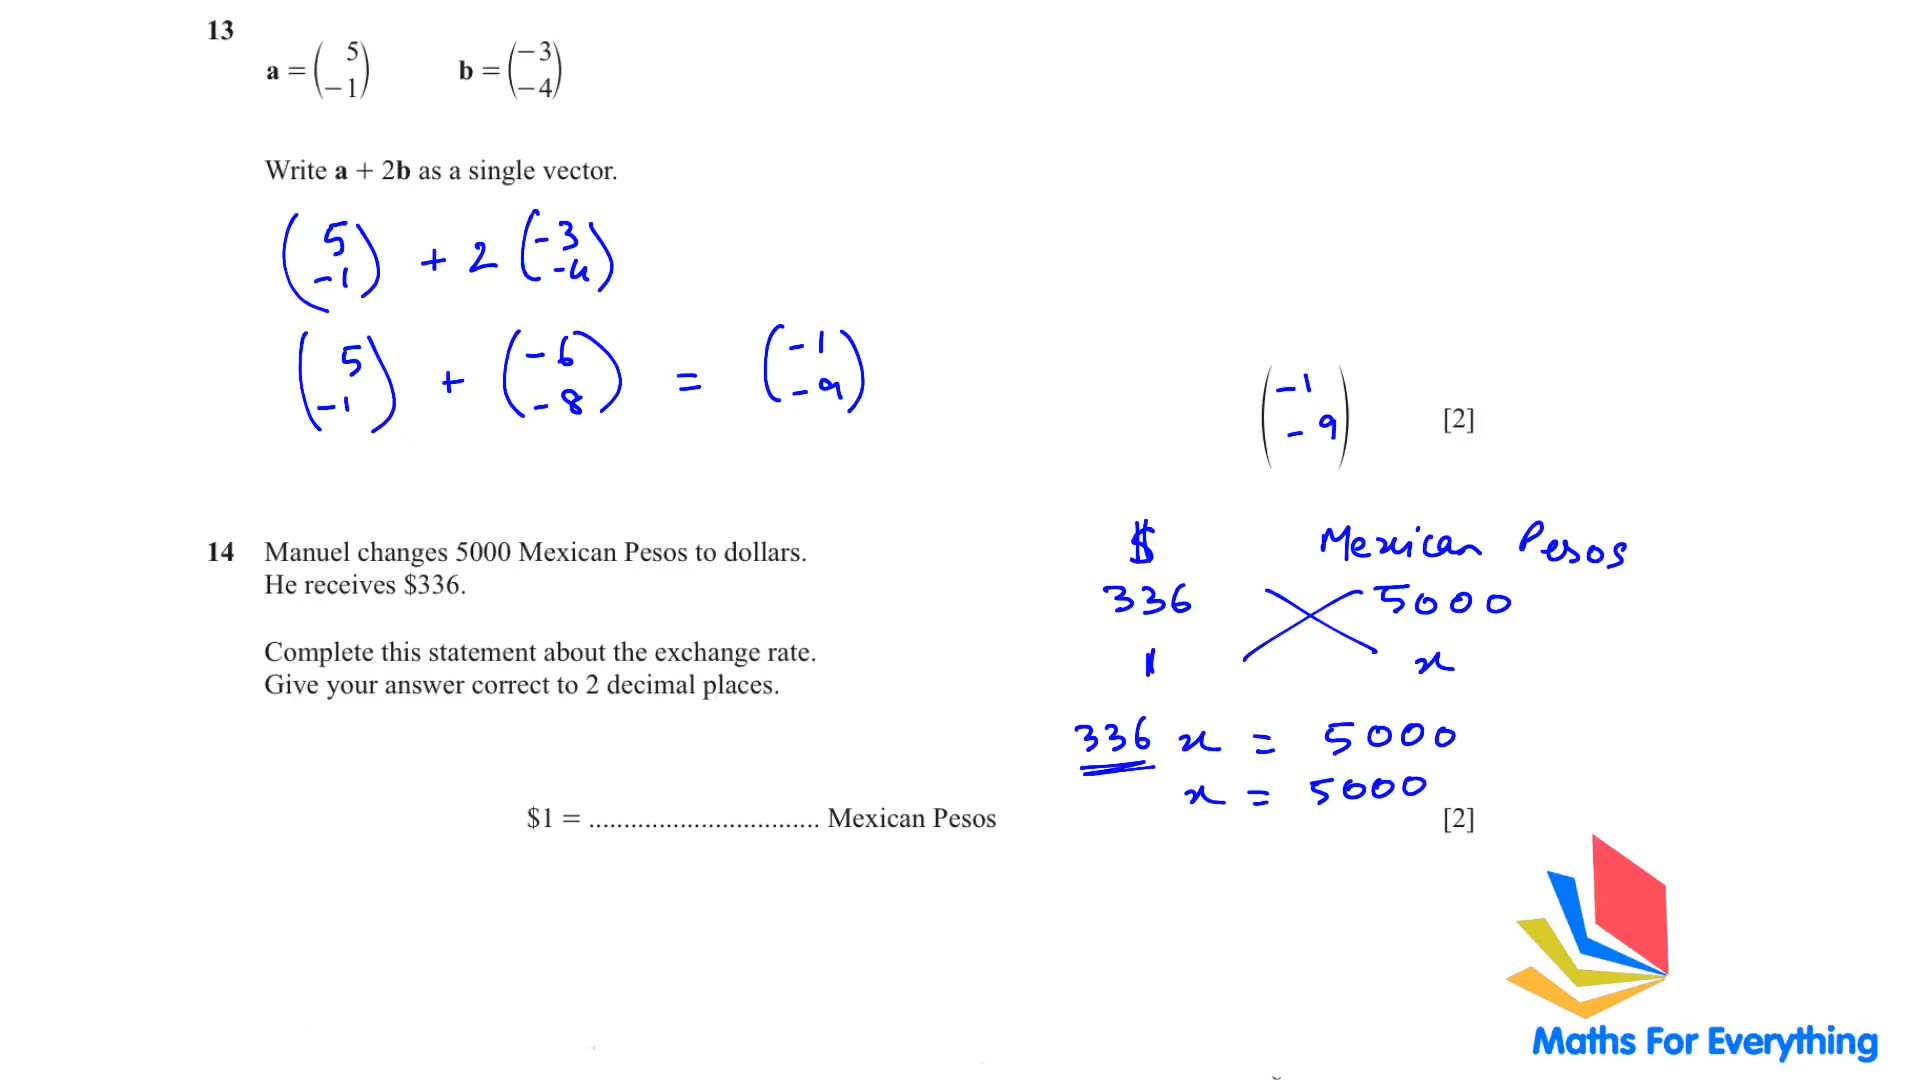 13
a = (5 −1) b = (−3 −4)
Write a + 2b as a single vector.
(5 -1) + 2 (-3 -4)
(5 -1) + (-6 -8) = (-1 -9)
(-1 -9) [2]
14 Manuel changes 5000 Mexican Pesos to dollars.
He receives $336.
Complete this statement about the exchange rate.
Give your answer correct to 2 decimal places.
$1 = ................................. Mexican Pesos [2]
$ Mexican Pesos
336 5000
1 x
336 x = 5000
x = 5000
Maths For Everything